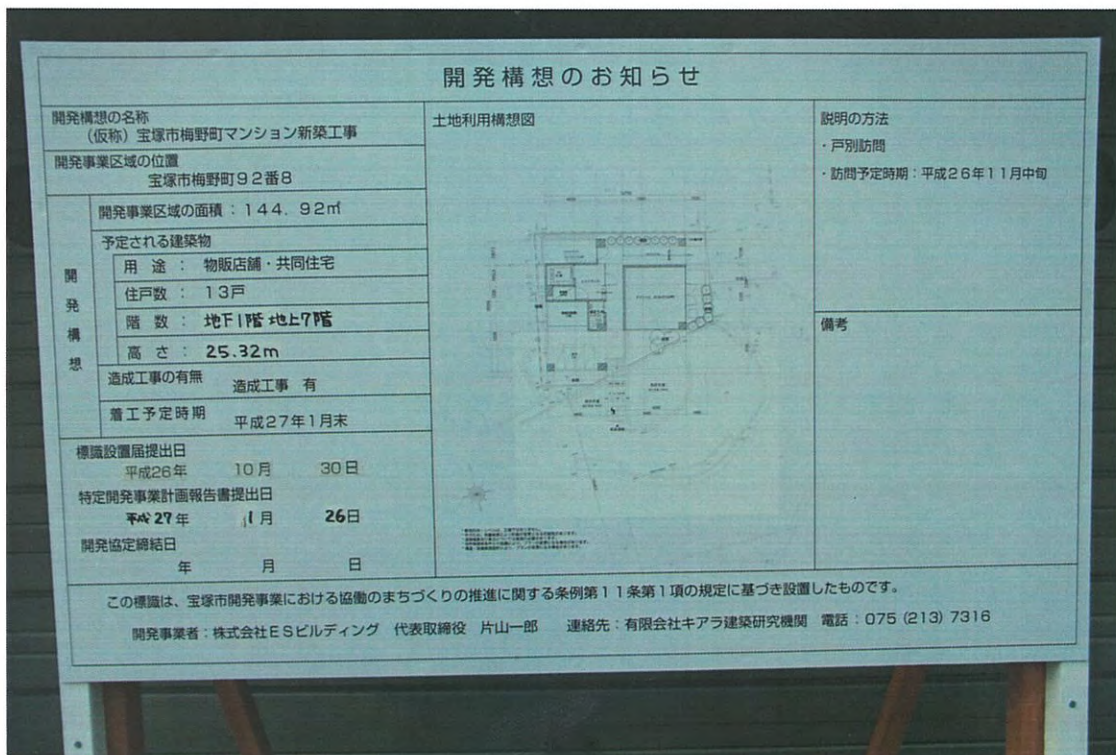 開発構想のお知らせ
開発構想の名称
(仮称)宝塚市梅野町マンション新築工事
開発事業区域の位置
宝塚市梅野町92番8
開発構想
開発事業区域の面積:144.92㎡
予定される建築物
用途: 物販店舗・共同住宅
住戸数: 13戸
階数: 地下1階 地上7階
高さ: 25.32m
造成工事の有無 造成工事 有
着工予定時期 平成27年1月末
標識設置届提出日
平成26年 10月 30日
特定開発事業計画報告書提出日
平成27年 11月 26日
開発協定締結日
年 月 日
土地利用構想図
説明の方法
・戸別訪問
・訪問予定時期:平成26年11月中旬
備考
この標識は、宝塚市開発事業における協働のまちづくりの推進に関する条例第11条第1項の規定に基づき設置したものです。
開発事業者:株式会社ESビルディング 代表取締役 片山一郎 連絡先:有限会社キアラ建築研究機関 電話:075(213)7316